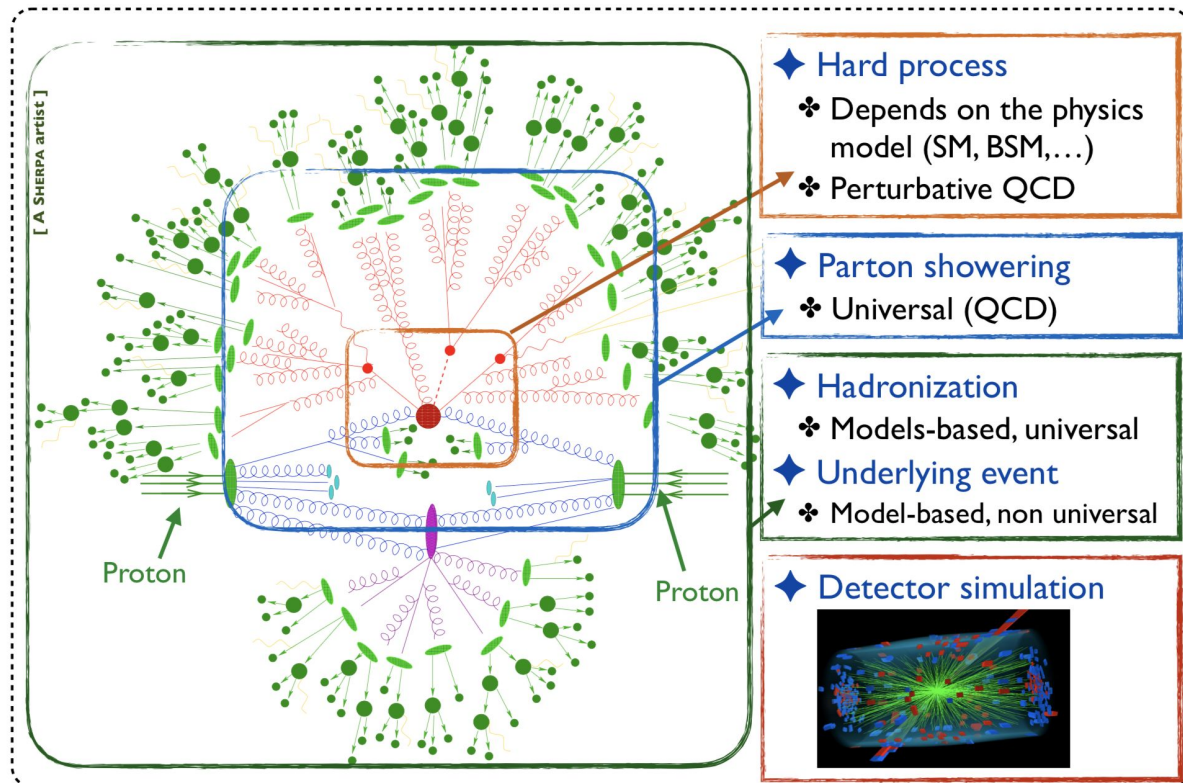 [ A SHERPA artist ]
Proton
Proton
✦ Hard process
✤ Depends on the physics
model (SM, BSM,…)
✤ Perturbative QCD
✦ Parton showering
✤ Universal (QCD)
✦ Hadronization
✤ Models-based, universal
✦ Underlying event
✤ Model-based, non universal
✦ Detector simulation